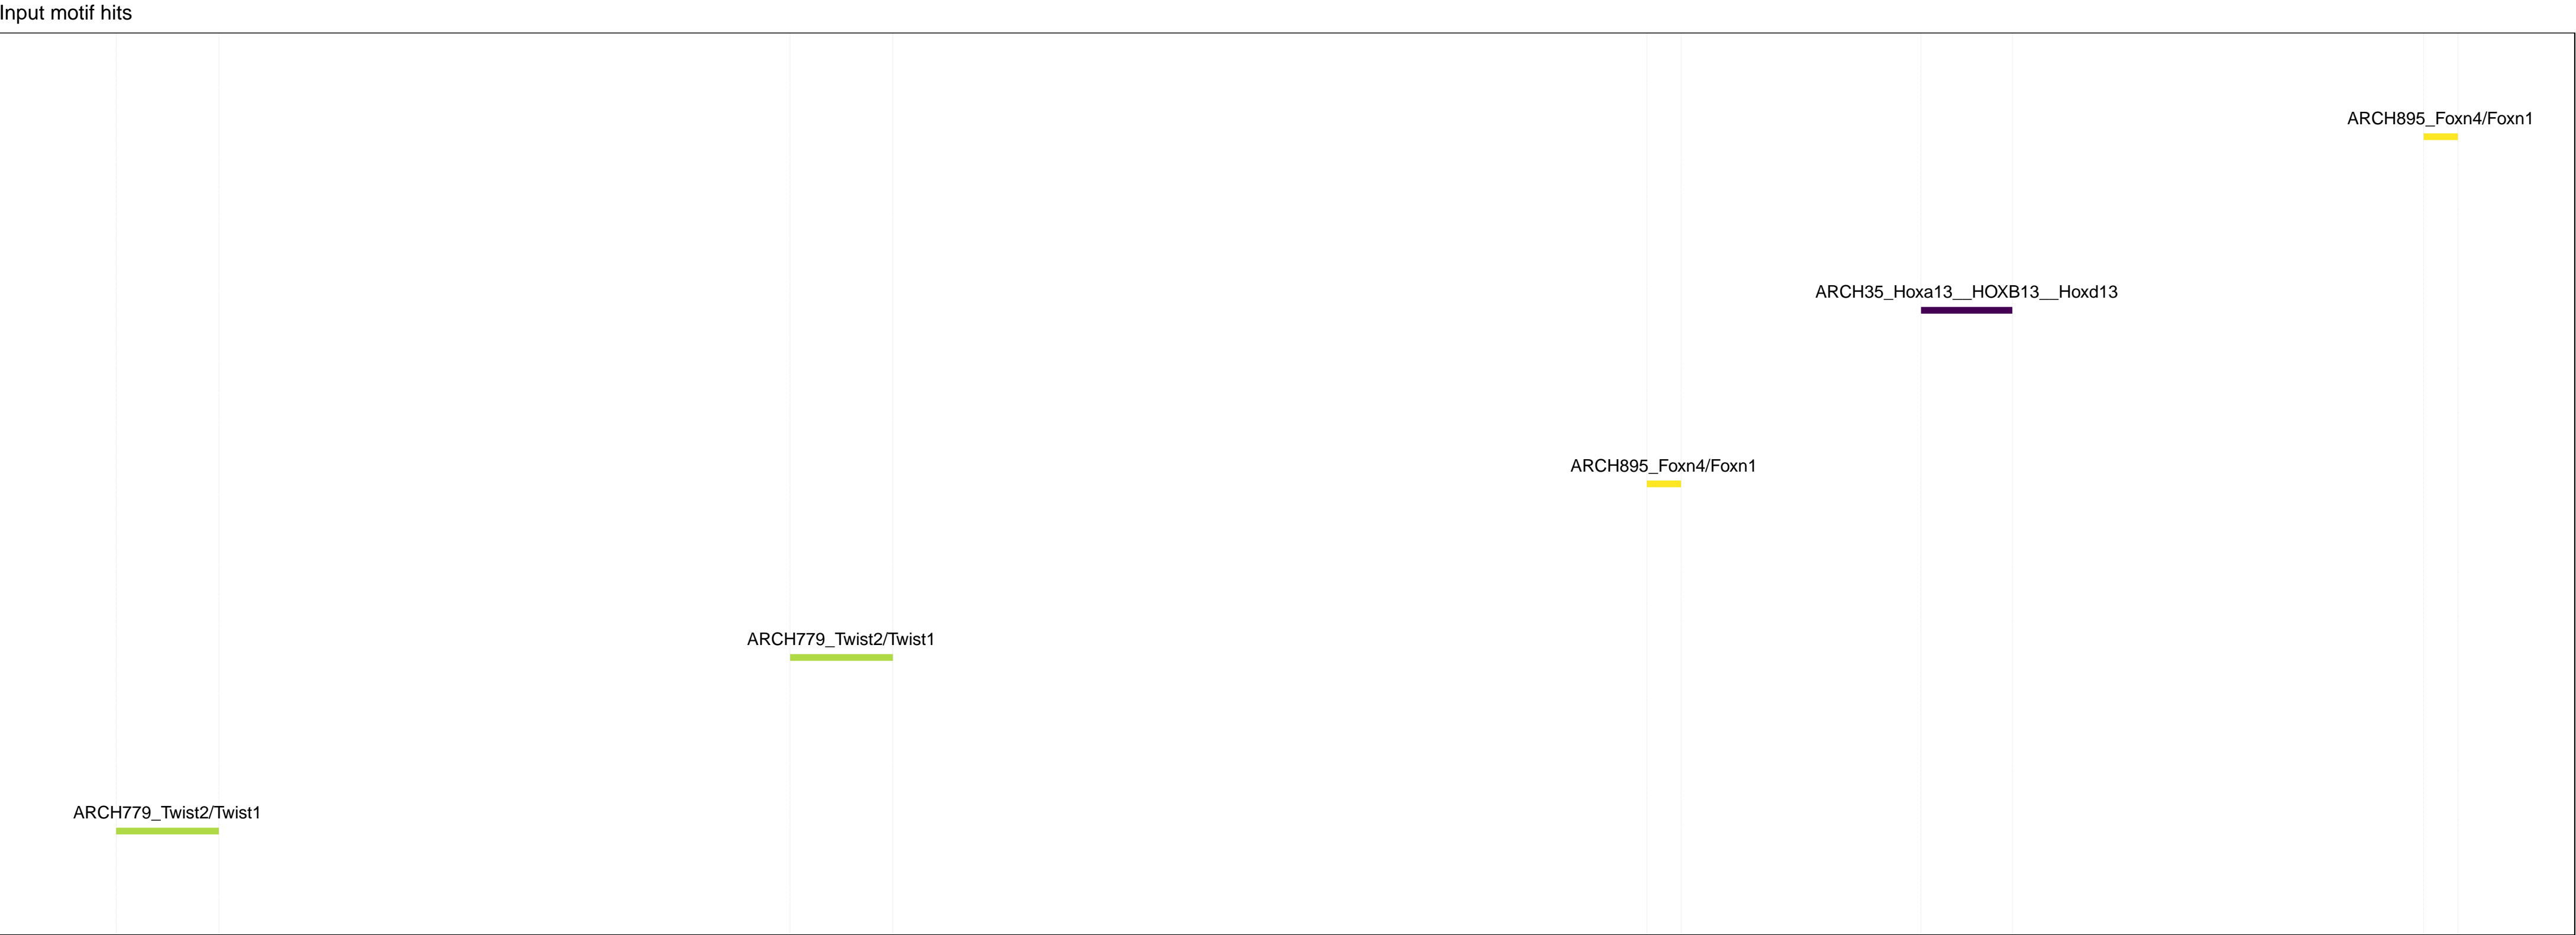 Input motif hits
ARCH895_Foxn4/Foxn1
ARCH35_Hoxa13__HOXB13__Hoxd13
ARCH895_Foxn4/Foxn1
ARCH779_Twist2/Twist1
ARCH779_Twist2/Twist1